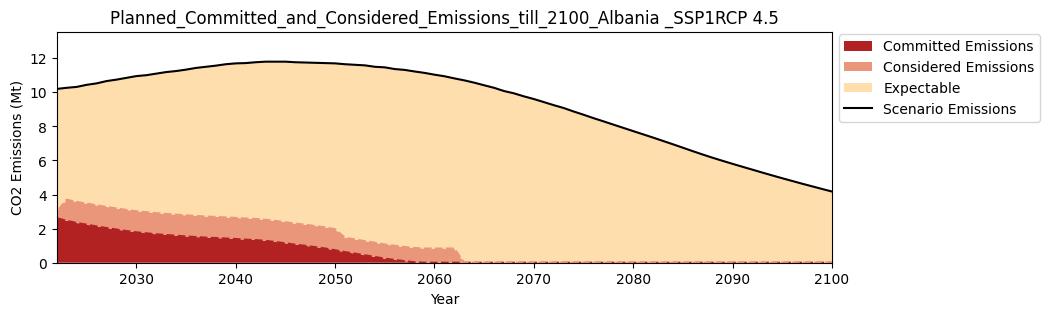 Planned_Committed_and_Considered_Emissions_till_2100_Albania _SSP1RCP 4.5
Committed Emissions
Considered Emissions
Expectable
Scenario Emissions
CO2 Emissions (Mt)
12
10
8
6
4
2
0
2030 2040 2050 2060 2070 2080 2090 2100
Year